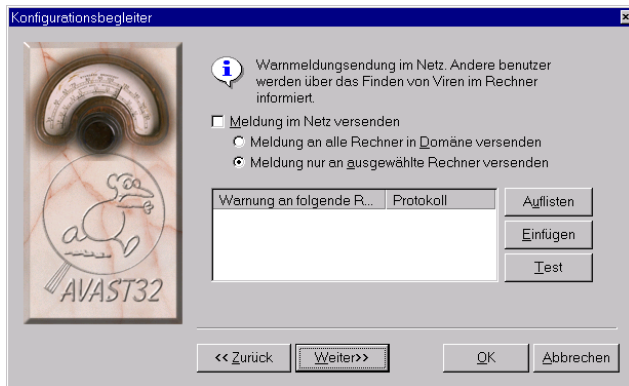 Konfigurationsbegleiter
Warnmeldungsendung im Netz. Andere benutzer
werden über das Finden von Viren im Rechner
informiert.
Meldung im Netz versenden
Meldung an alle Rechner in Domäne versenden
Meldung nur an ausgewählte Rechner versenden
Warnung an folgende R... Protokoll
Auflisten
Einfügen
Test
AVAST32
<< Zurück Weiter>> OK Abbrechen